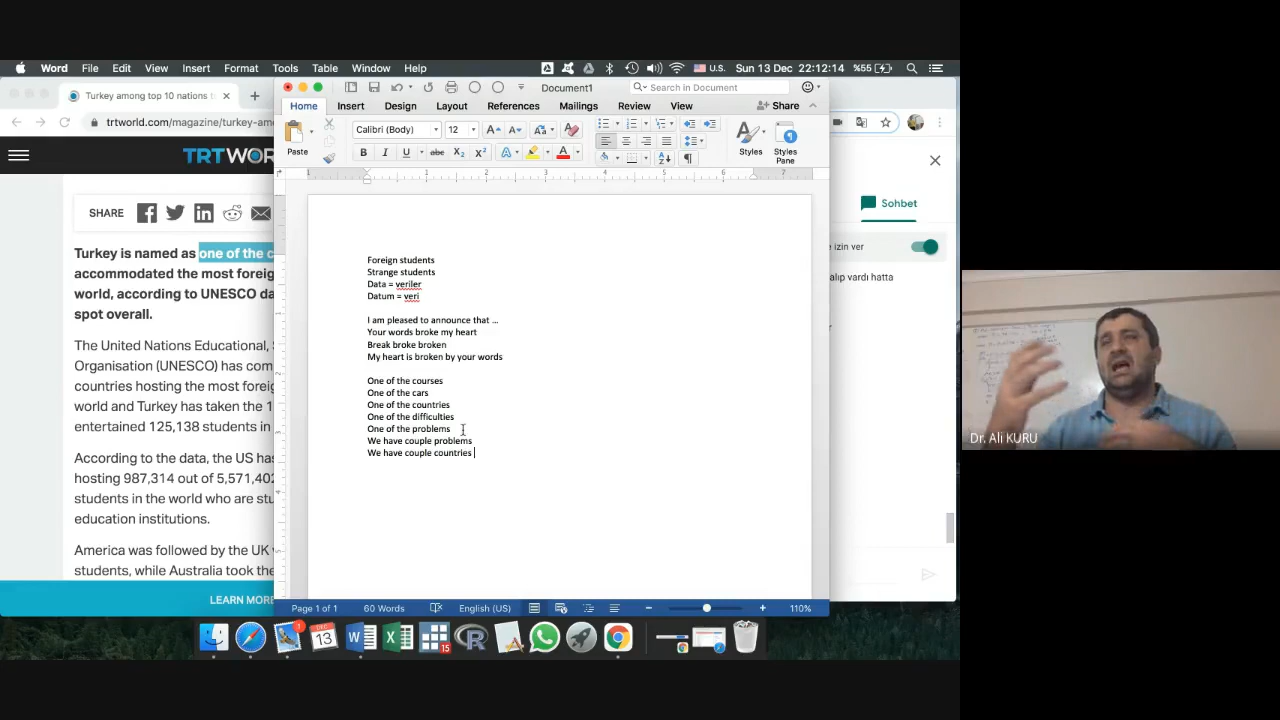 Word File Edit View Insert Format Tools Table Window Help
U.S. Sun 13 Dec 22:12:14 %55
Turkey among top 10 nations
trtworld.com/magazine/turkey-am
Document1
Search in Document
Home Insert Design Layout References Mailings Review View Share
Paste
Calibri (Body) 12
Styles
Styles Pane
TRTWOR
SHARE
Turkey is named as one of the c
accommodated the most foreig
world, according to UNESCO da
spot overall.
The United Nations Educational, S
Organisation (UNESCO) has com
countries hosting the most foreig
world and Turkey has taken the 1
entertained 125,138 students in
According to the data, the US has
hosting 987,314 out of 5,571,402
students in the world who are stu
education institutions.
America was followed by the UK
students, while Australia took the
LEARN MORE
Foreign students
Strange students
Data = veriler
Datum = veri
I am pleased to announce that ...
Your words broke my heart
Break broke broken
My heart is broken by your words
One of the courses
One of the cars
One of the countries
One of the difficulties
One of the problems
We have couple problems
We have couple countries
Page 1 of 1 60 Words English (US) 110%
Sohbet
e izin ver
alıp vardı hatta
DEC
13
15
Dr. Ali KURU